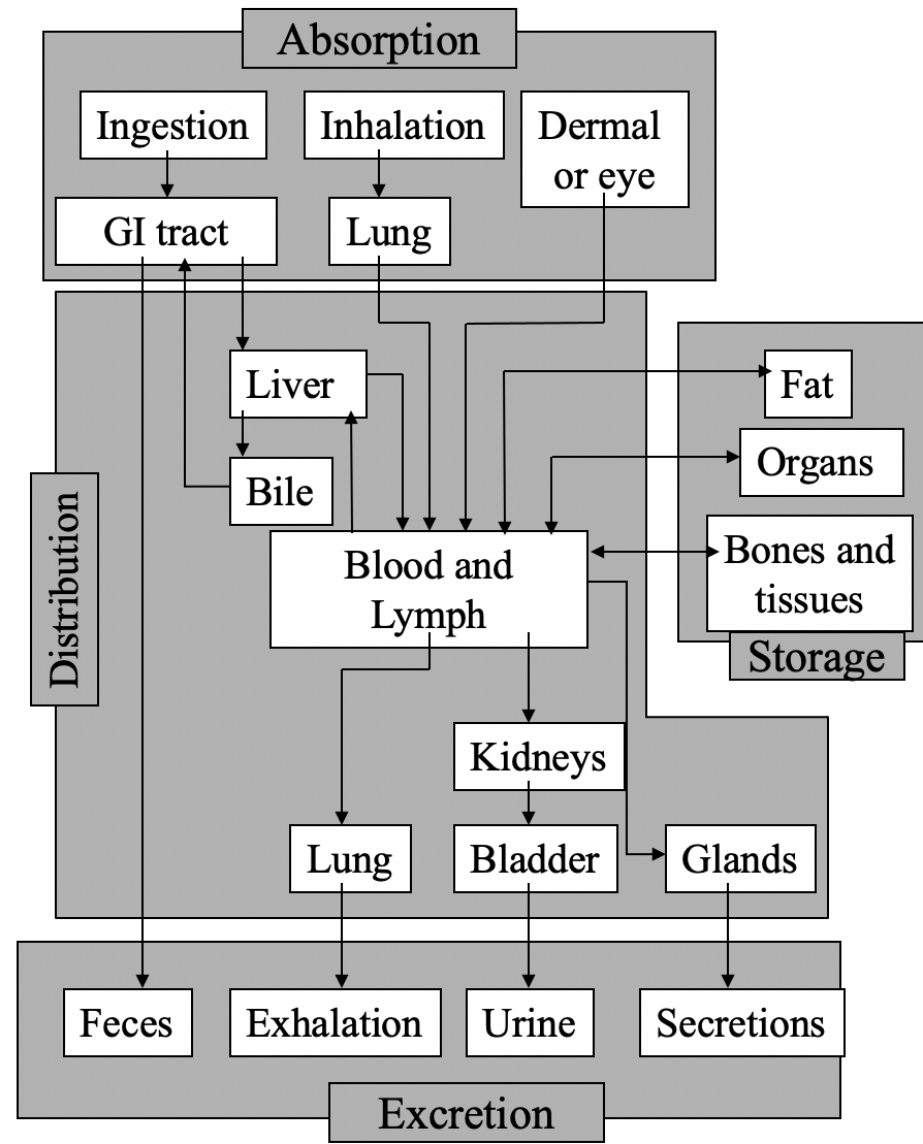 Absorption
Ingestion
Inhalation
Dermal
or eye
GI tract
Lung
Liver
Fat
Organs
Bile
Distribution
Blood and
Lymph
Bones and
tissues
Storage
Kidneys
Lung
Bladder
Glands
Feces
Exhalation
Urine
Secretions
Excretion